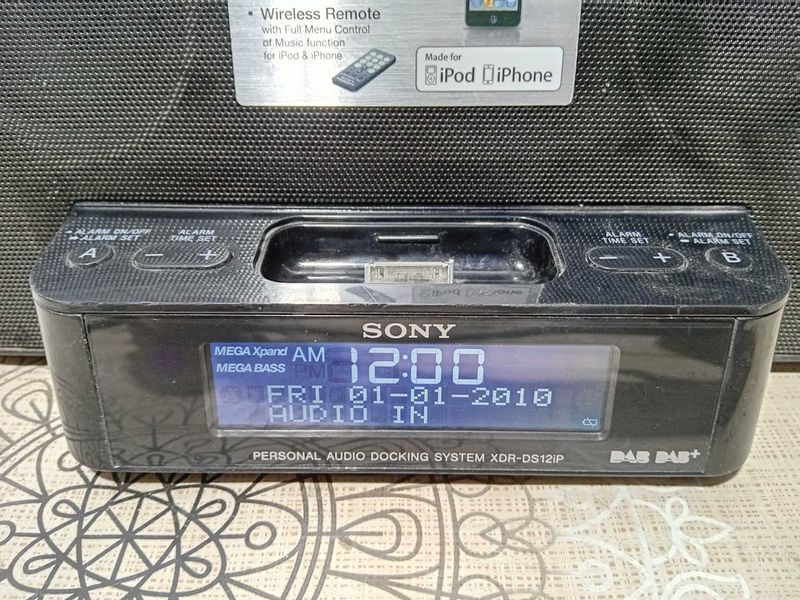 • Wireless Remote
with Full Menu Control
of Music function
for iPod & iPhone
Made for
iPod iPhone
• ALARM ON/OFF
ALARM SET
A
ALARM
TIME SET
− +
ALARM
TIME SET
− +
• ALARM ON/OFF
ALARM SET
B
SONY
MEGA Xpand
MEGA BASS
AM 12:00
PM
FRI 01-01-2010
AUDIO IN
PERSONAL AUDIO DOCKING SYSTEM XDR-DS12iP
DAB DAB+